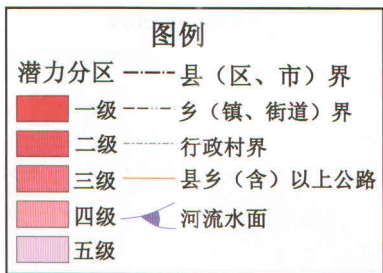 图例
潜力分区 县(区、市)界
一级 乡(镇、街道)界
二级 行政村界
三级 县乡(含)以上公路
四级 河流水面
五级